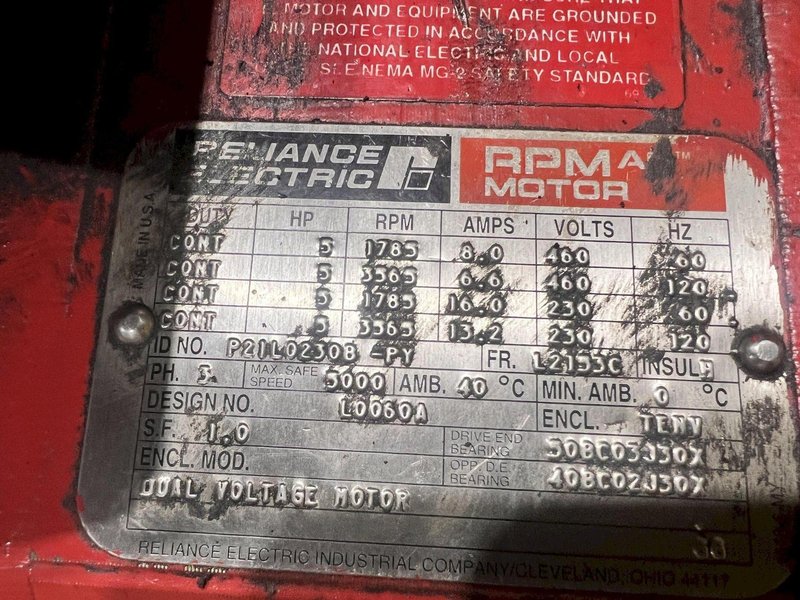 MOTOR AND EQUIPMENT ARE GROUNDED
AND PROTECTED IN ACCORDANCE WITH
NATIONAL ELECTRIC AND LOCAL
SEE NEMA MG-2 SAFETY STANDARD
RELIANCE
ELECTRIC
RPM AC™
MOTOR
MADE IN U.S.A.
DUTY HP RPM AMPS VOLTS HZ
CONT 5 1785 8.0 460 60
CONT 5 3565 6.6 460 120
CONT 5 1785 16.0 230 60
CONT 5 3565 13.2 230 120
ID NO. P21L0230B -PY FR. L2133C INSUL F
PH. 3 MAX. SAFE SPEED 5000 AMB. 40 °C MIN. AMB. 0 °C
DESIGN NO. L0060A ENCL. TENV
S.F. 1.0 DRIVE END BEARING 50BC03J30X
ENCL. MOD. OPP. D.E. BEARING 40BC02J30X
DUAL VOLTAGE MOTOR
RELIANCE ELECTRIC INDUSTRIAL COMPANY/CLEVELAND, OHIO 44117